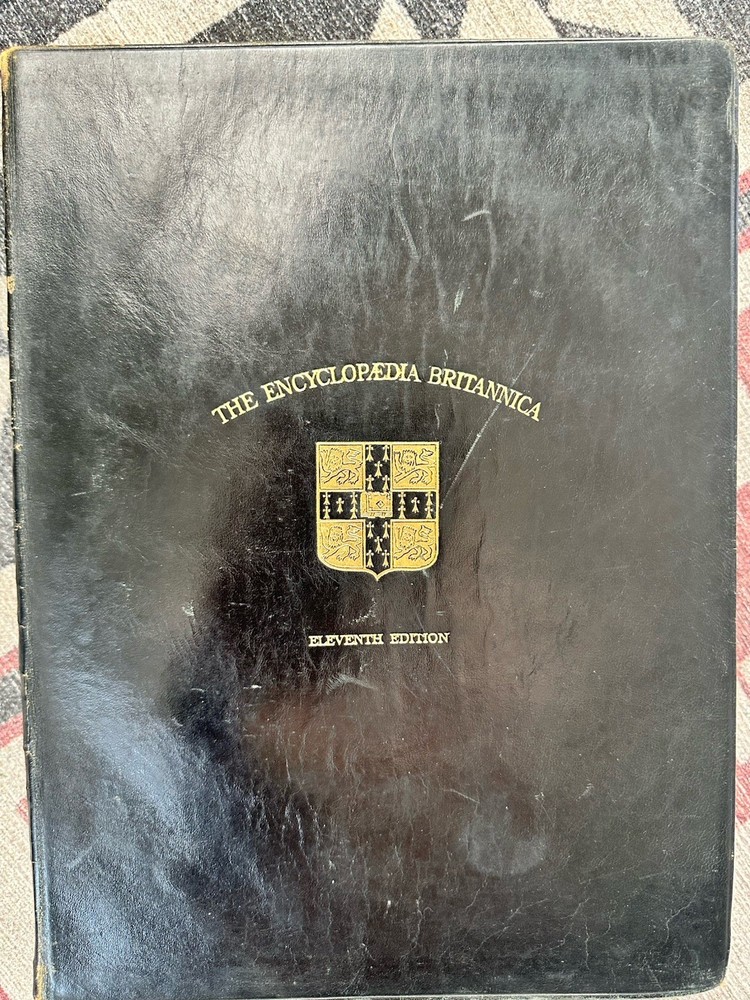 THE ENCYCLOPÆDIA BRITANNICA
ELEVENTH EDITION